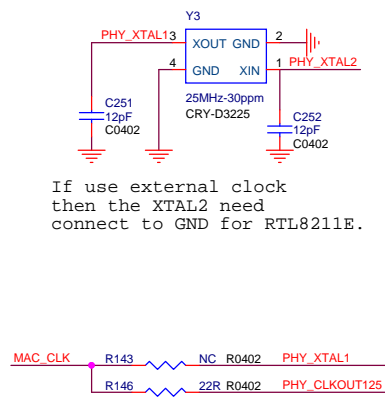 Y3
PHY_XTAL1 3 XOUT GND 2
4 GND XIN 1 PHY_XTAL2
C251
12pF
C0402
25MHz-30ppm
CRY-D3225
C252
12pF
C0402
If use external clock
then the XTAL2 need
connect to GND for RTL8211E.
MAC_CLK R143 NC R0402 PHY_XTAL1
R146 22R R0402 PHY_CLKOUT125